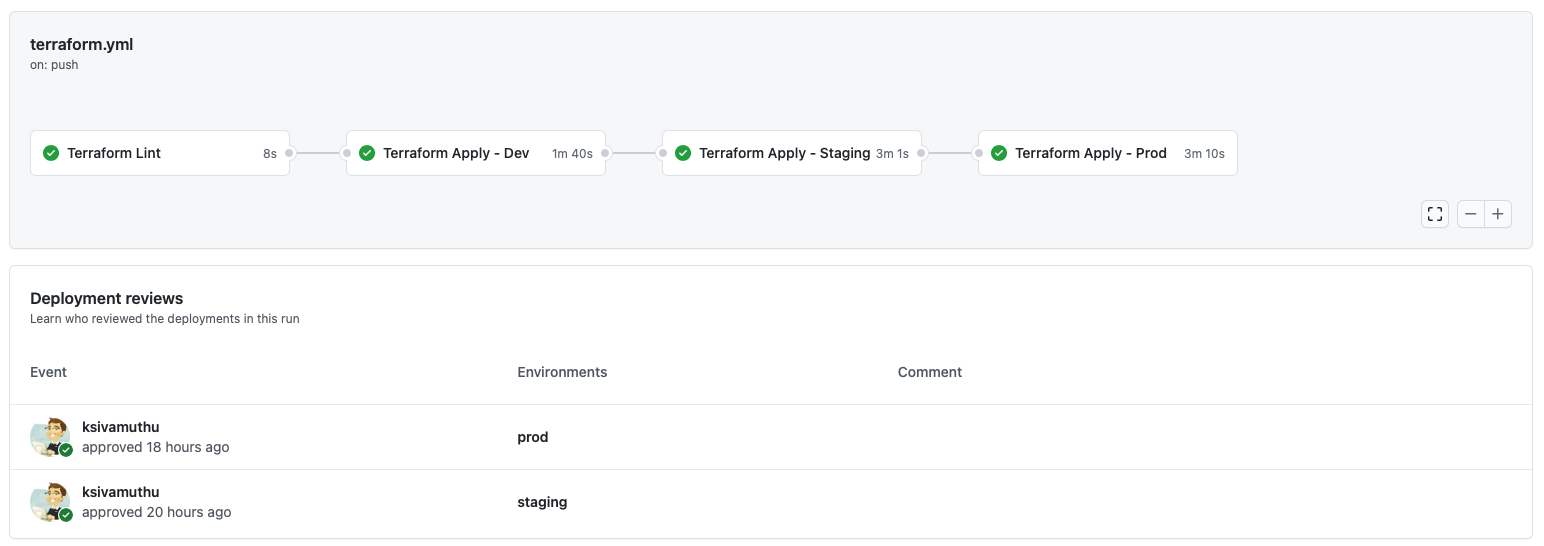 terraform.yml
on: push
Terraform Lint 8s
Terraform Apply - Dev 1m 40s
Terraform Apply - Staging 3m 1s
Terraform Apply - Prod 3m 10s
Deployment reviews
Learn who reviewed the deployments in this run
Event Environments Comment
ksivamuthu
approved 18 hours ago
prod
ksivamuthu
approved 20 hours ago
staging